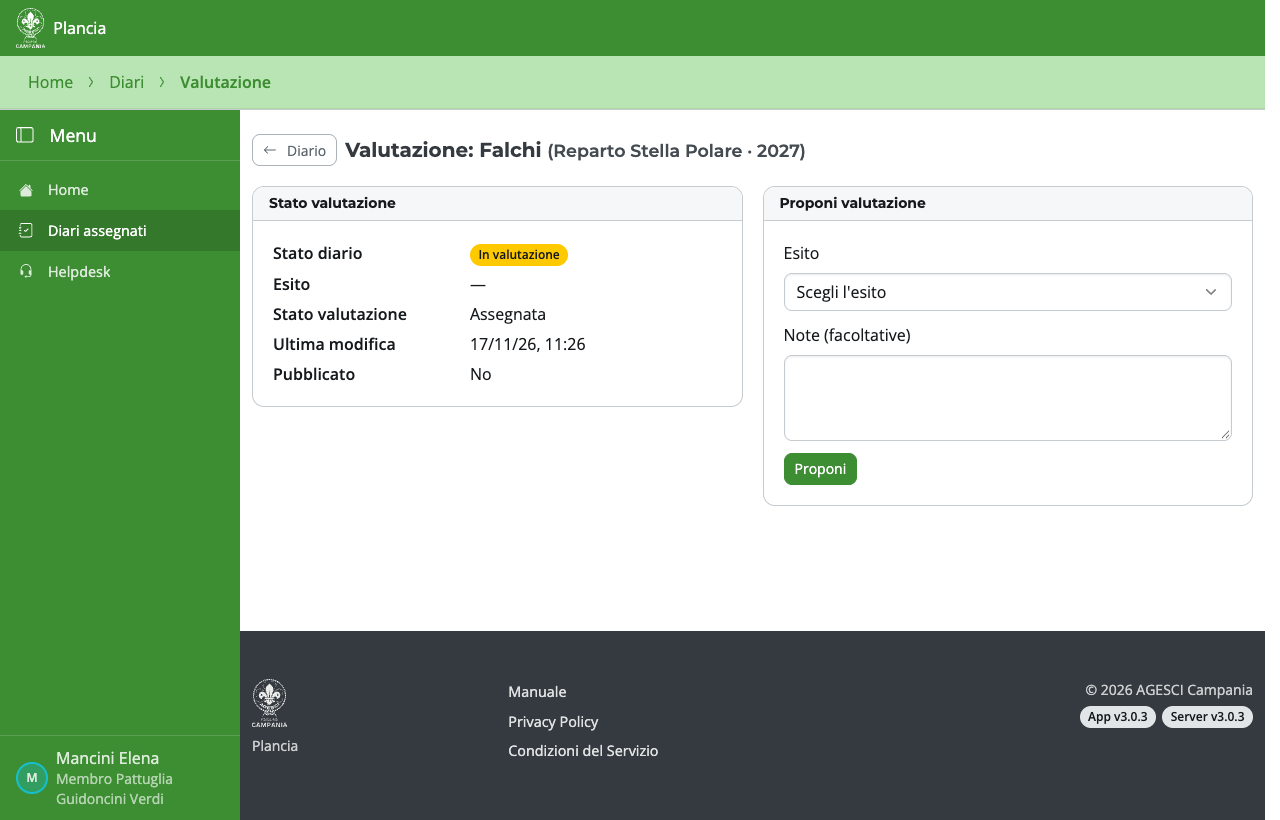 CAMPANIA
Plancia
Home > Diari > Valutazione
Menu
Home
Diari assegnati
Helpdesk
← Diario
Valutazione: Falchi (Reparto Stella Polare · 2027)
Stato valutazione
Stato diario In valutazione
Esito —
Stato valutazione Assegnata
Ultima modifica 17/11/26, 11:26
Pubblicato No
Proponi valutazione
Esito
Scegli l'esito
Note (facoltative)
Proponi
M
Mancini Elena
Membro Pattuglia
Guidoncini Verdi
AGESCI
CAMPANIA
Plancia
Manuale
Privacy Policy
Condizioni del Servizio
© 2026 AGESCI Campania
App v3.0.3 Server v3.0.3